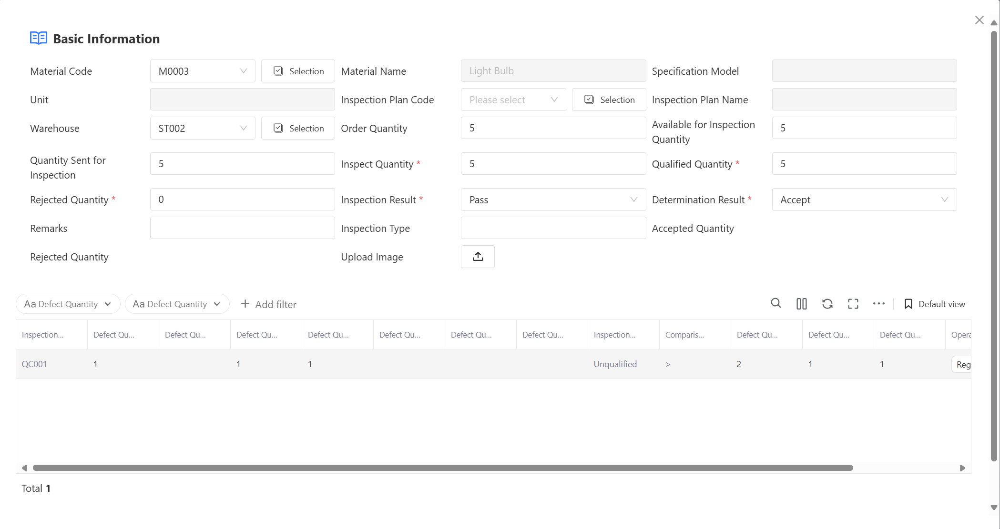 Basic Information
Material Code M0003 Selection Material Name Light Bulb Specification Model
Unit Inspection Plan Code Please select Selection Inspection Plan Name
Warehouse ST002 Selection Order Quantity 5 Available for Inspection Quantity 5
Quantity Sent for Inspection 5 Inspect Quantity * 5 Qualified Quantity * 5
Rejected Quantity * 0 Inspection Result * Pass Determination Result * Accept
Remarks Inspection Type Accepted Quantity
Rejected Quantity Upload Image
Aa Defect Quantity Aa Defect Quantity + Add filter Default view
Inspection... Defect Qu... Defect Qu... Defect Qu... Defect Qu... Defect Qu... Defect Qu... Defect Qu... Inspection... Comparis... Defect Qu... Defect Qu... Defect Qu... Opera
QC001 1 1 1 Unqualified > 2 1 1 Reg
Total 1